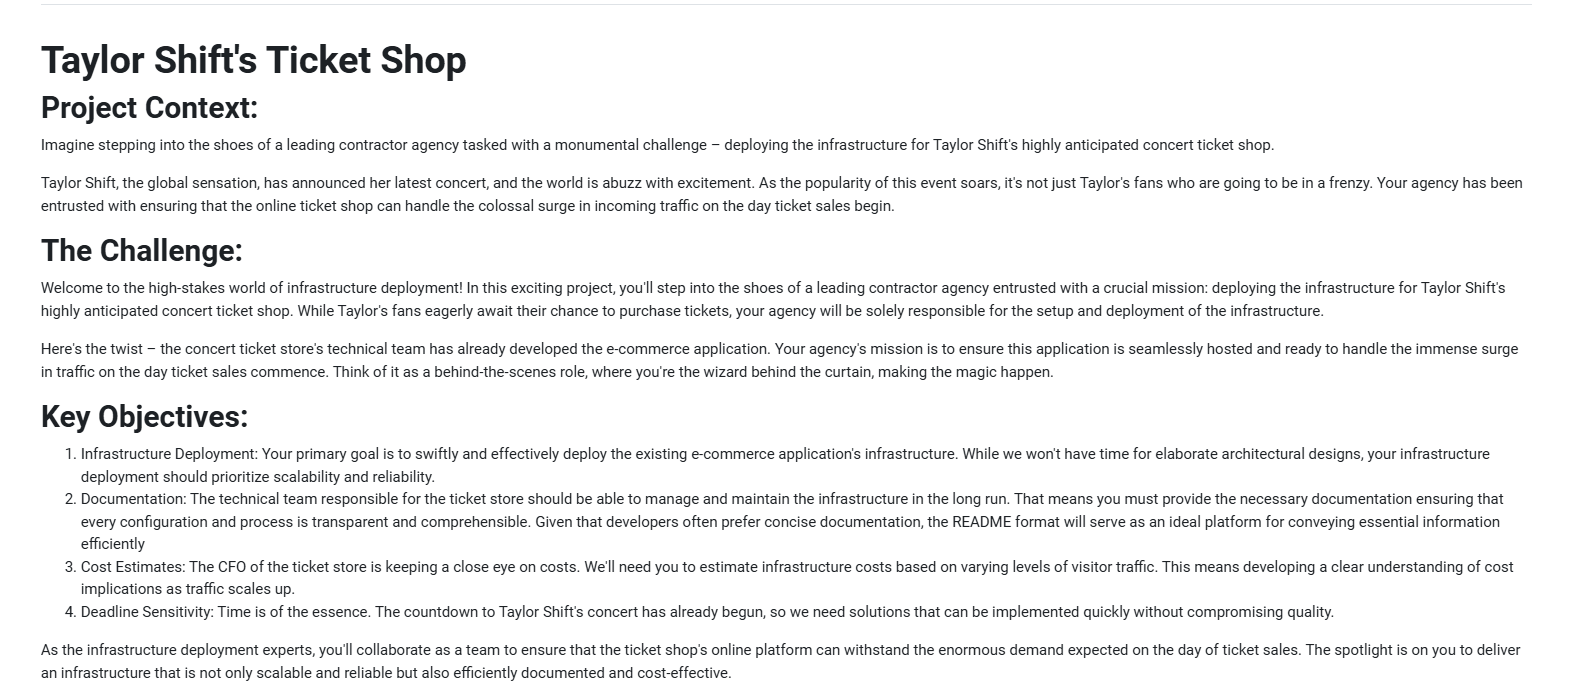 Taylor Shift's Ticket Shop
Project Context:
Imagine stepping into the shoes of a leading contractor agency tasked with a monumental challenge – deploying the infrastructure for Taylor Shift's highly anticipated concert ticket shop.
Taylor Shift, the global sensation, has announced her latest concert, and the world is abuzz with excitement. As the popularity of this event soars, it's not just Taylor's fans who are going to be in a frenzy. Your agency has been
entrusted with ensuring that the online ticket shop can handle the colossal surge in incoming traffic on the day ticket sales begin.
The Challenge:
Welcome to the high-stakes world of infrastructure deployment! In this exciting project, you'll step into the shoes of a leading contractor agency entrusted with a crucial mission: deploying the infrastructure for Taylor Shift's
highly anticipated concert ticket shop. While Taylor's fans eagerly await their chance to purchase tickets, your agency will be solely responsible for the setup and deployment of the infrastructure.
Here's the twist – the concert ticket store's technical team has already developed the e-commerce application. Your agency's mission is to ensure this application is seamlessly hosted and ready to handle the immense surge
in traffic on the day ticket sales commence. Think of it as a behind-the-scenes role, where you're the wizard behind the curtain, making the magic happen.
Key Objectives:
1. Infrastructure Deployment: Your primary goal is to swiftly and effectively deploy the existing e-commerce application's infrastructure. While we won't have time for elaborate architectural designs, your infrastructure
deployment should prioritize scalability and reliability.
2. Documentation: The technical team responsible for the ticket store should be able to manage and maintain the infrastructure in the long run. That means you must provide the necessary documentation ensuring that
every configuration and process is transparent and comprehensible. Given that developers often prefer concise documentation, the README format will serve as an ideal platform for conveying essential information
efficiently
3. Cost Estimates: The CFO of the ticket store is keeping a close eye on costs. We'll need you to estimate infrastructure costs based on varying levels of visitor traffic. This means developing a clear understanding of cost
implications as traffic scales up.
4. Deadline Sensitivity: Time is of the essence. The countdown to Taylor Shift's concert has already begun, so we need solutions that can be implemented quickly without compromising quality.
As the infrastructure deployment experts, you'll collaborate as a team to ensure that the ticket shop's online platform can withstand the enormous demand expected on the day of ticket sales. The spotlight is on you to deliver
an infrastructure that is not only scalable and reliable but also efficiently documented and cost-effective.